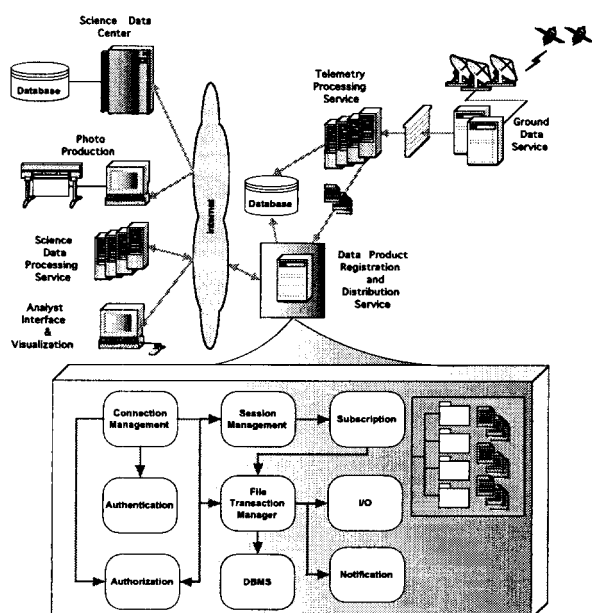 Science Data
Center
Database
Photo
Production
Science
Data
Processing
Service
Analyst
Interface
&
Visualization
Internet
Telemetry
Processing
Service
Ground
Data
Service
Database
Data Product
Registration
and
Distribution
Service
Connection
Management
Session
Management
Subscription
Authentication
File
Transaction
Manager
I/O
Authorization
DBMS
Notification